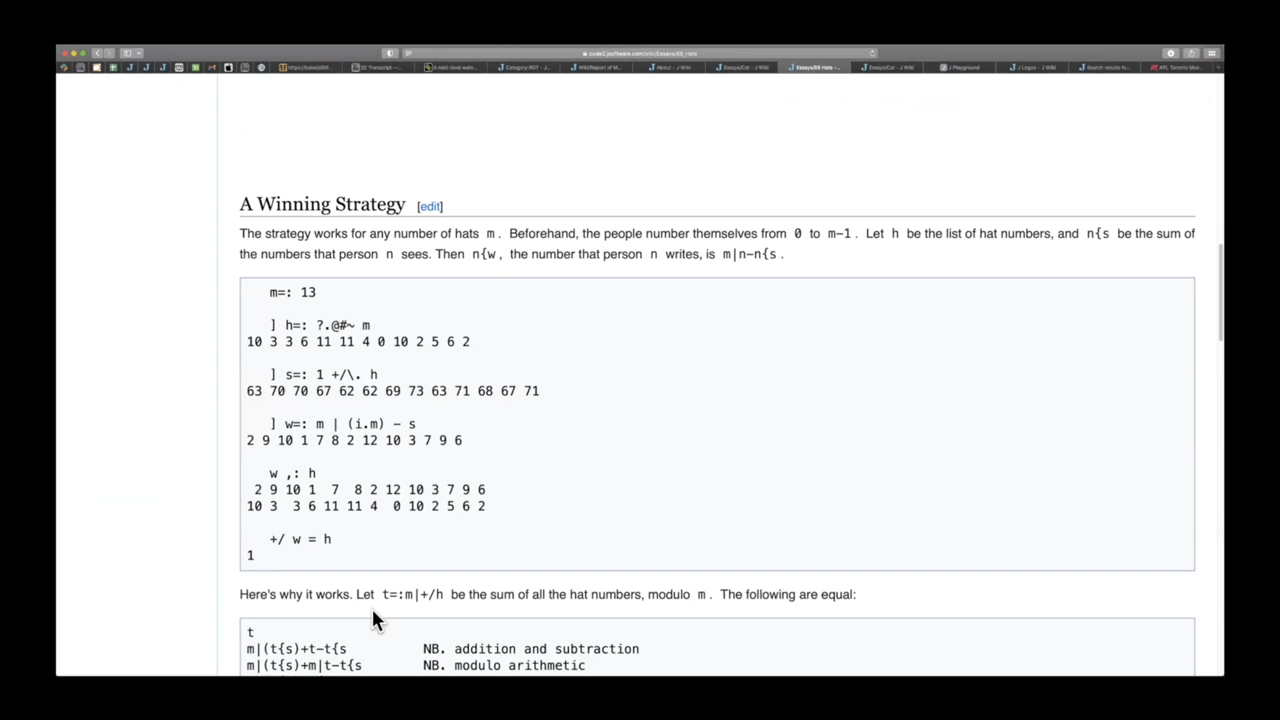 code2.jsoftware.com/wiki/Essays/88_Hats
A Winning Strategy [edit]
The strategy works for any number of hats m . Beforehand, the people number themselves from 0 to m-1 . Let h be the list of hat numbers, and n{s be the sum of
the numbers that person n sees. Then n{w , the number that person n writes, is m|n-n{s .
m=: 13
] h=: ?.@#~ m
10 3 3 6 11 11 4 0 10 2 5 6 2
] s=: 1 +/\. h
63 70 70 67 62 62 69 73 63 71 68 67 71
] w=: m | (i.m) - s
2 9 10 1 7 8 2 12 10 3 7 9 6
w ,: h
2 9 10 1 7 8 2 12 10 3 7 9 6
10 3 3 6 11 11 4 0 10 2 5 6 2
+/ w = h
1
Here's why it works. Let t=:m|+/h be the sum of all the hat numbers, modulo m . The following are equal:
t
m|(t{s)+t-t{s NB. addition and subtraction
m|(t{s)+m|t-t{s NB. modulo arithmetic